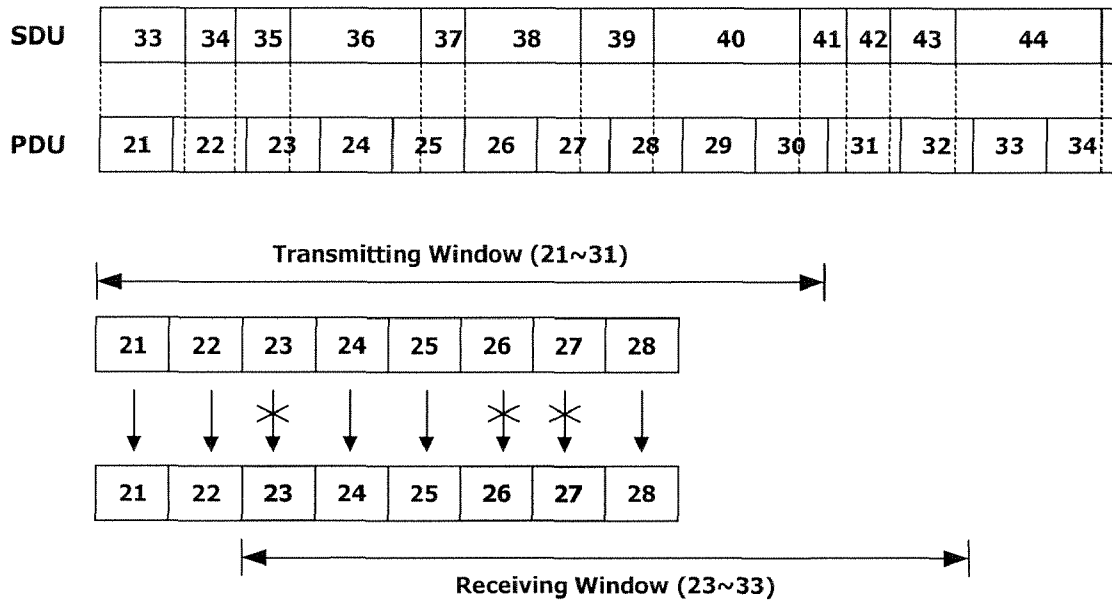 SDU 33 34 35 36 37 38 39 40 41 42 43 44
PDU 21 22 23 24 25 26 27 28 29 30 31 32 33 34
Transmitting Window (21~31)
21 22 23 24 25 26 27 28
21 22 23 24 25 26 27 28
Receiving Window (23~33)